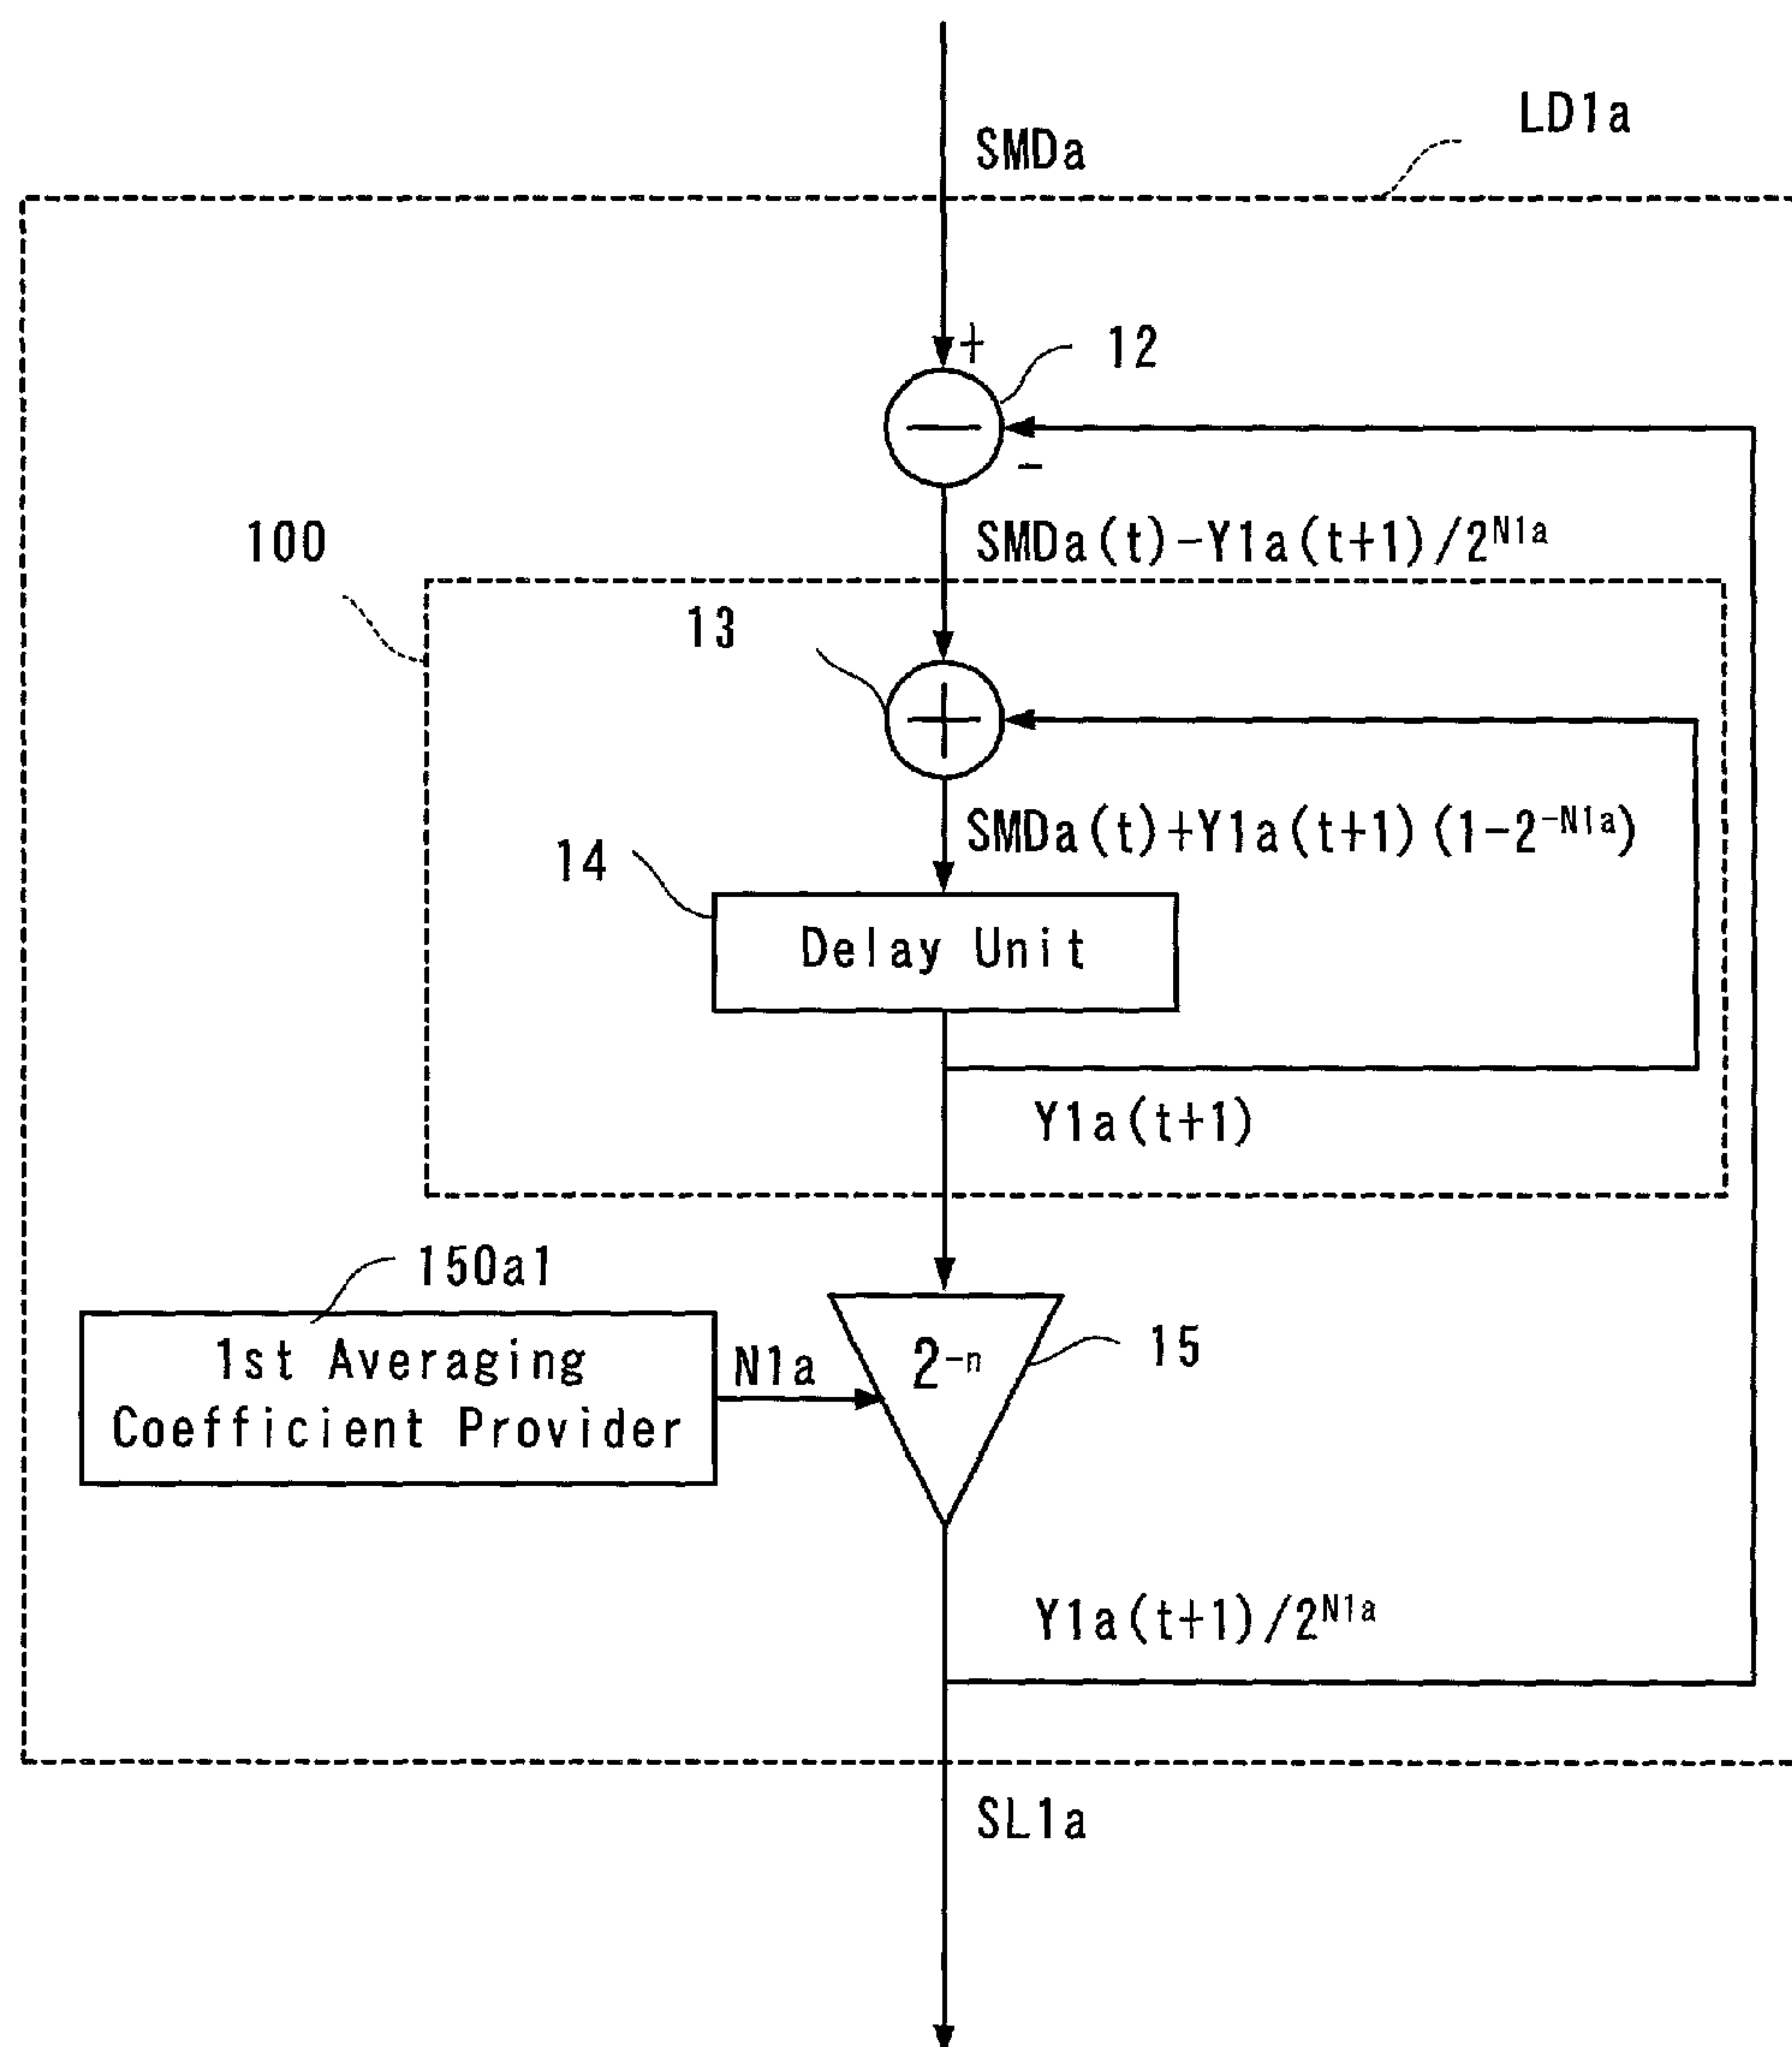 LD1a
SMDa
+
12
-
SMDa(t)-Y1a(t+1)/2^N1a
100
13
SMDa(t)+Y1a(t+1)(1-2^-N1a)
14
Delay Unit
Y1a(t+1)
150a1
1st Averaging
Coefficient Provider
N1a
2^-n
15
Y1a(t+1)/2^N1a
SL1a